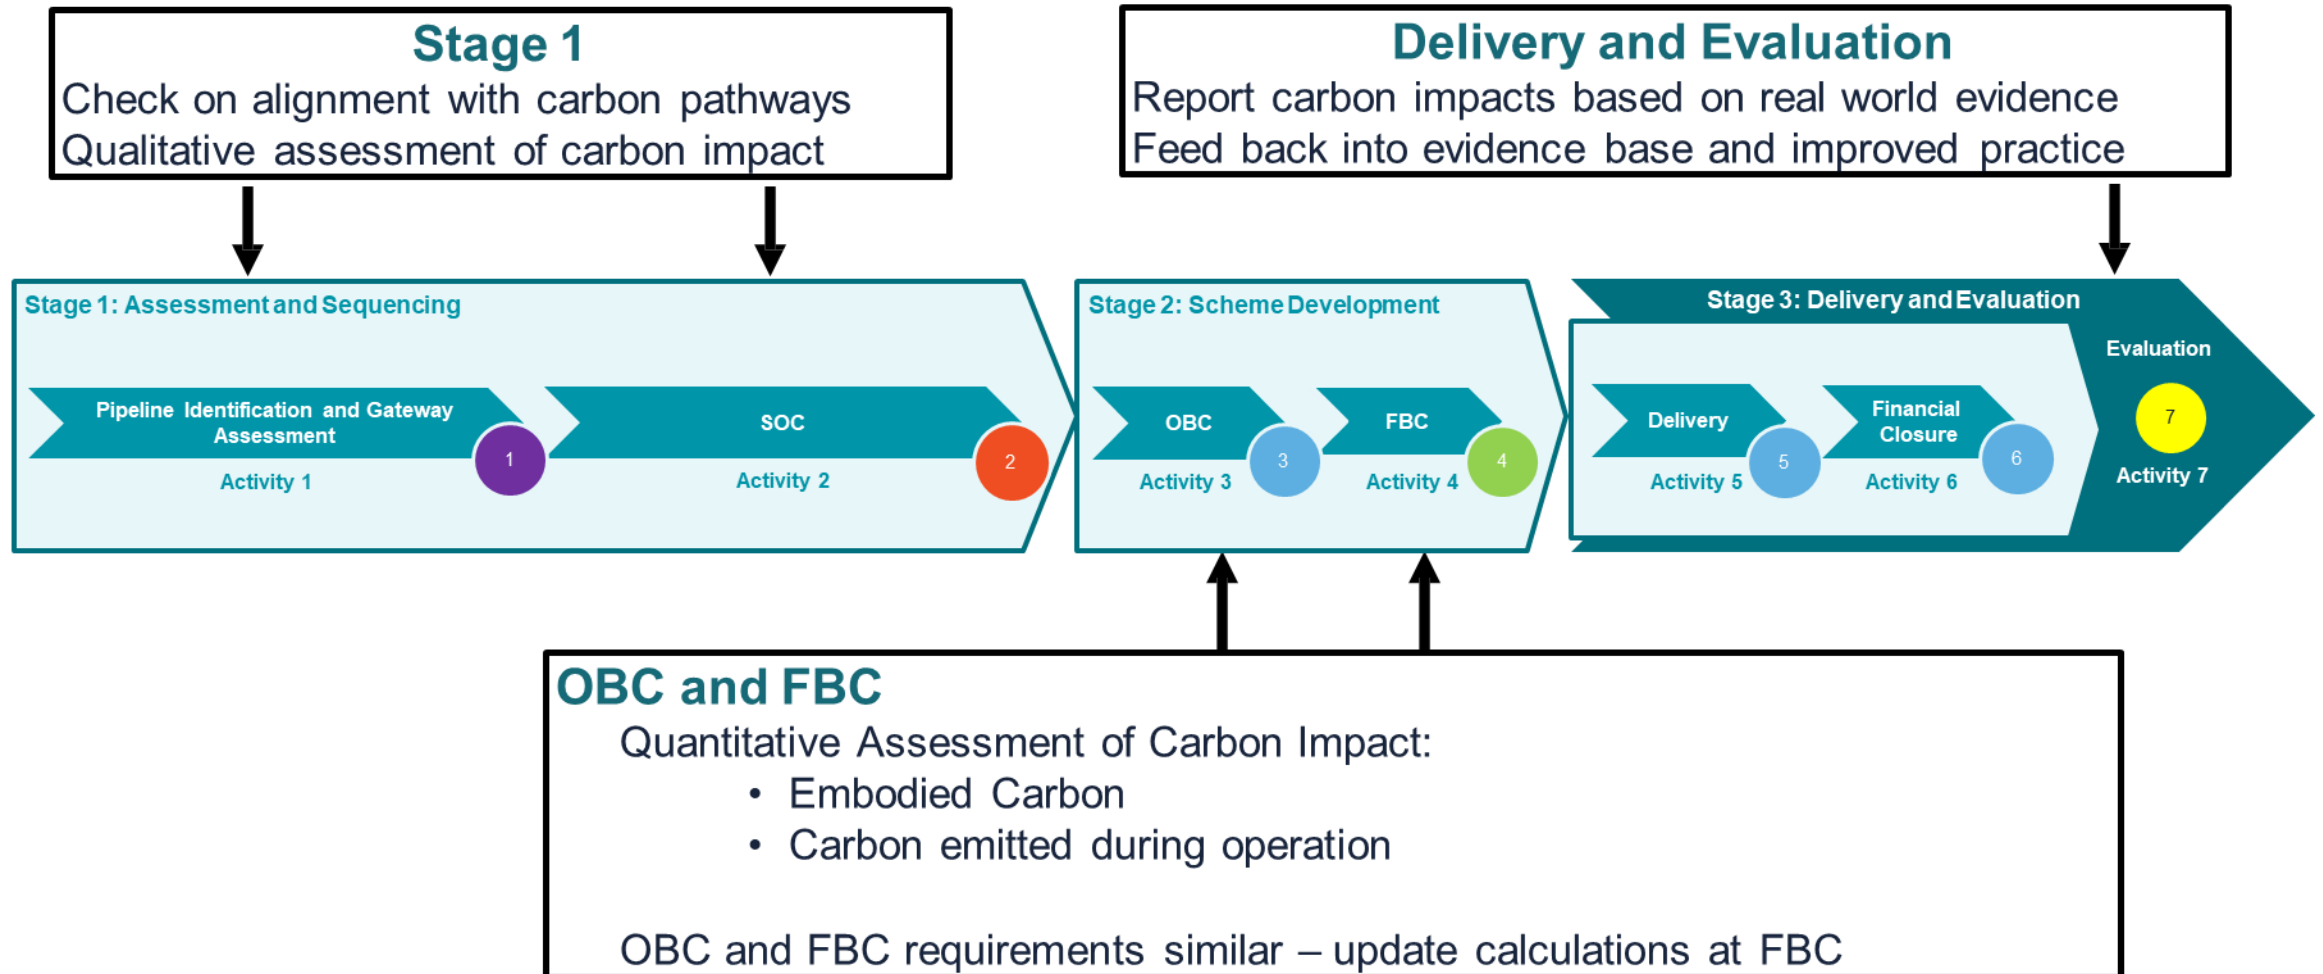 Stage 1
Check on alignment with carbon pathways
Qualitative assessment of carbon impact
Delivery and Evaluation
Report carbon impacts based on real world evidence
Feed back into evidence base and improved practice
Stage 1: Assessment and Sequencing
Pipeline Identification and Gateway
Assessment
1
Activity 1
SOC
2
Activity 2
Stage 2: Scheme Development
OBC
3
Activity 3
FBC
4
Activity 4
Stage 3: Delivery and Evaluation
Delivery
5
Activity 5
Financial
Closure
6
Activity 6
Evaluation
7
Activity 7
OBC and FBC
Quantitative Assessment of Carbon Impact:
• Embodied Carbon
• Carbon emitted during operation
OBC and FBC requirements similar – update calculations at FBC